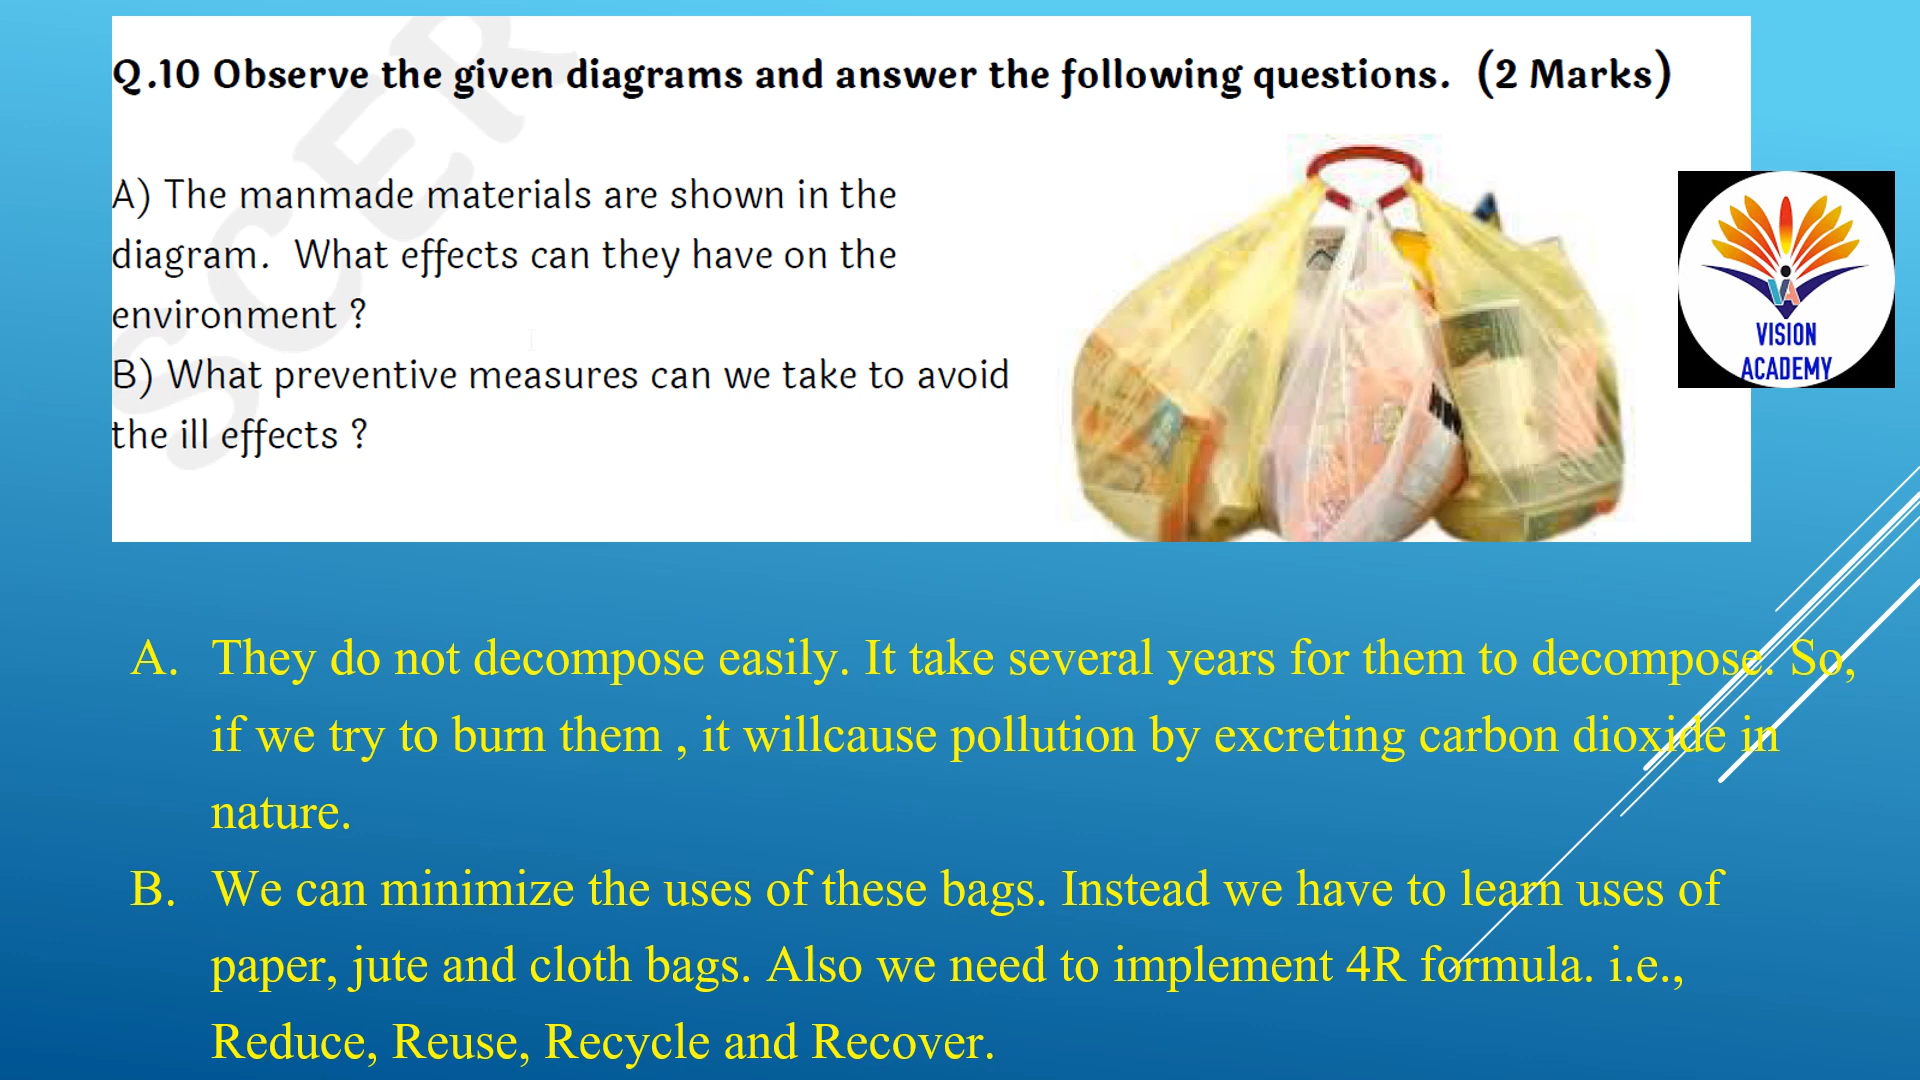 Q.10 Observe the given diagrams and answer the following questions. (2 Marks)
A) The manmade materials are shown in the
diagram. What effects can they have on the
environment ?
B) What preventive measures can we take to avoid
the ill effects ?
SCER
VA
VISION
ACADEMY
A. They do not decompose easily. It take several years for them to decompose. So,
if we try to burn them , it willcause pollution by excreting carbon dioxide in
nature.
B. We can minimize the uses of these bags. Instead we have to learn uses of
paper, jute and cloth bags. Also we need to implement 4R formula. i.e.,
Reduce, Reuse, Recycle and Recover.